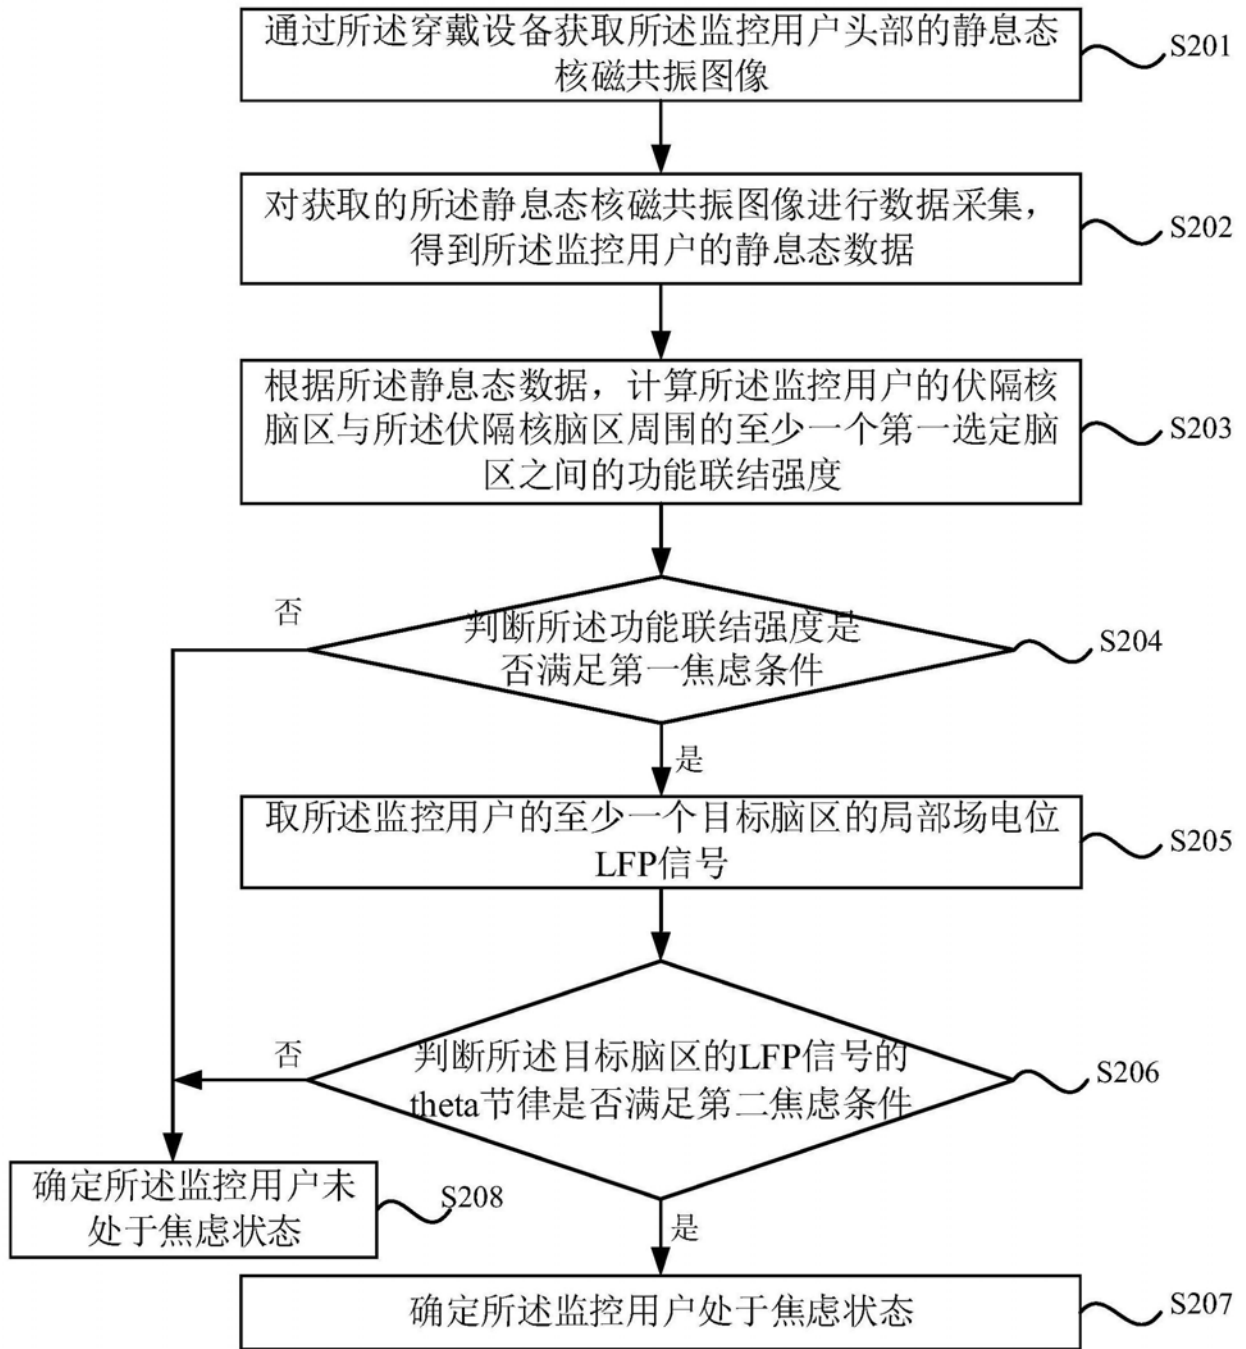 通过所述穿戴设备获取所述监控用户头部的静息态
核磁共振图像
S201
对获取的所述静息态核磁共振图像进行数据采集，
得到所述监控用户的静息态数据
S202
根据所述静息态数据，计算所述监控用户的伏隔核
脑区与所述伏隔核脑区周围的至少一个第一选定脑
区之间的功能联结强度
S203
否
判断所述功能联结强度是
否满足第一焦虑条件
S204
是
取所述监控用户的至少一个目标脑区的局部场电位
LFP信号
S205
否
判断所述目标脑区的LFP信号的
theta节律是否满足第二焦虑条件
S206
确定所述监控用户未
处于焦虑状态
S208
是
确定所述监控用户处于焦虑状态
S207